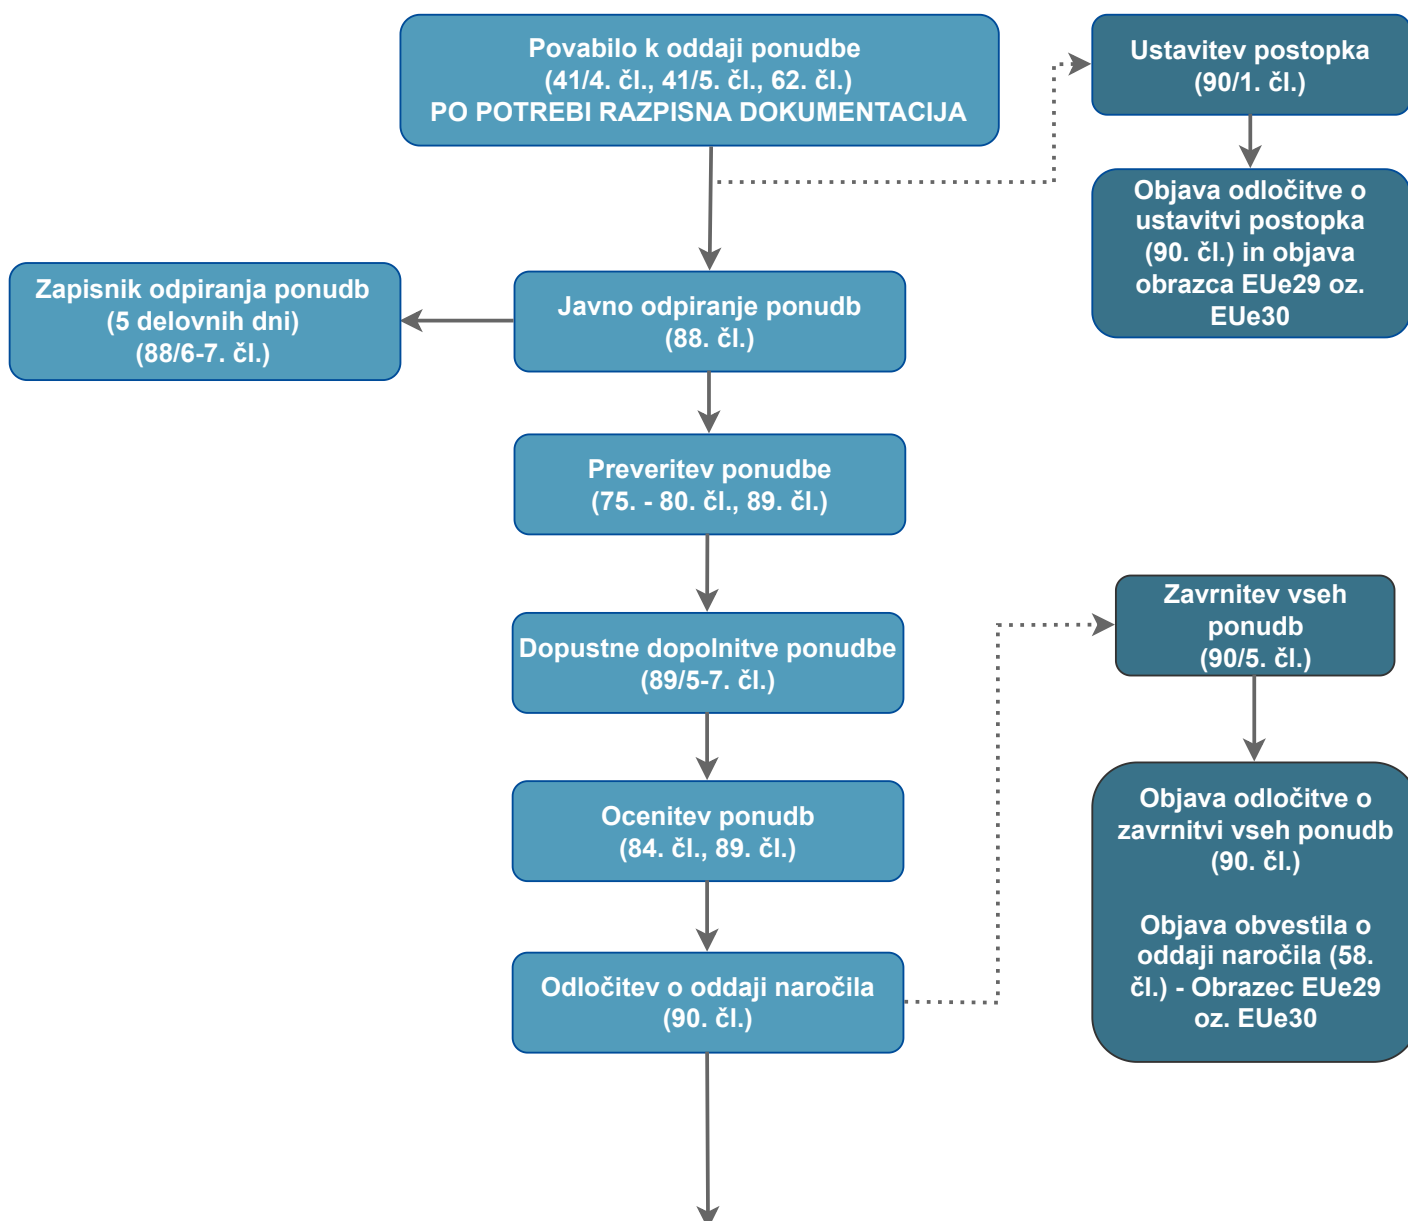 Povabilo k oddaji ponudbe
(41/4. čl., 41/5. čl., 62. čl.)
PO POTREBI RAZPISNA DOKUMENTACIJA
Ustavitev postopka
(90/1. čl.)
Objava odločitve o
ustavitvi postopka
(90. čl.) in objava
obrazca EUe29 oz.
EUe30
Zapisnik odpiranja ponudb
(5 delovnih dni)
(88/6-7. čl.)
Javno odpiranje ponudb
(88. čl.)
Preveritev ponudbe
(75. - 80. čl., 89. čl.)
Dopustne dopolnitve ponudbe
(89/5-7. čl.)
Zavrnitev vseh
ponudb
(90/5. čl.)
Ocenitev ponudb
(84. čl., 89. čl.)
Odločitev o oddaji naročila
(90. čl.)
Objava odločitve o
zavrnitvi vseh ponudb
(90. čl.)
Objava obvestila o
oddaji naročila (58.
čl.) - Obrazec EUe29
oz. EUe30